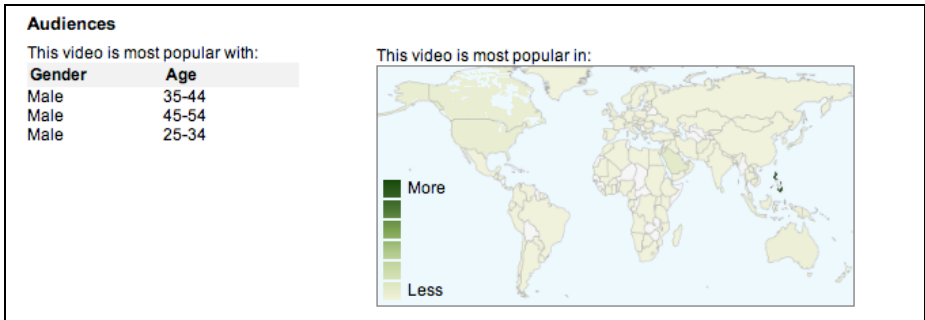 Audiences
This video is most popular with:
Gender Age
Male 35-44
Male 45-54
Male 25-34
This video is most popular in:
More
Less